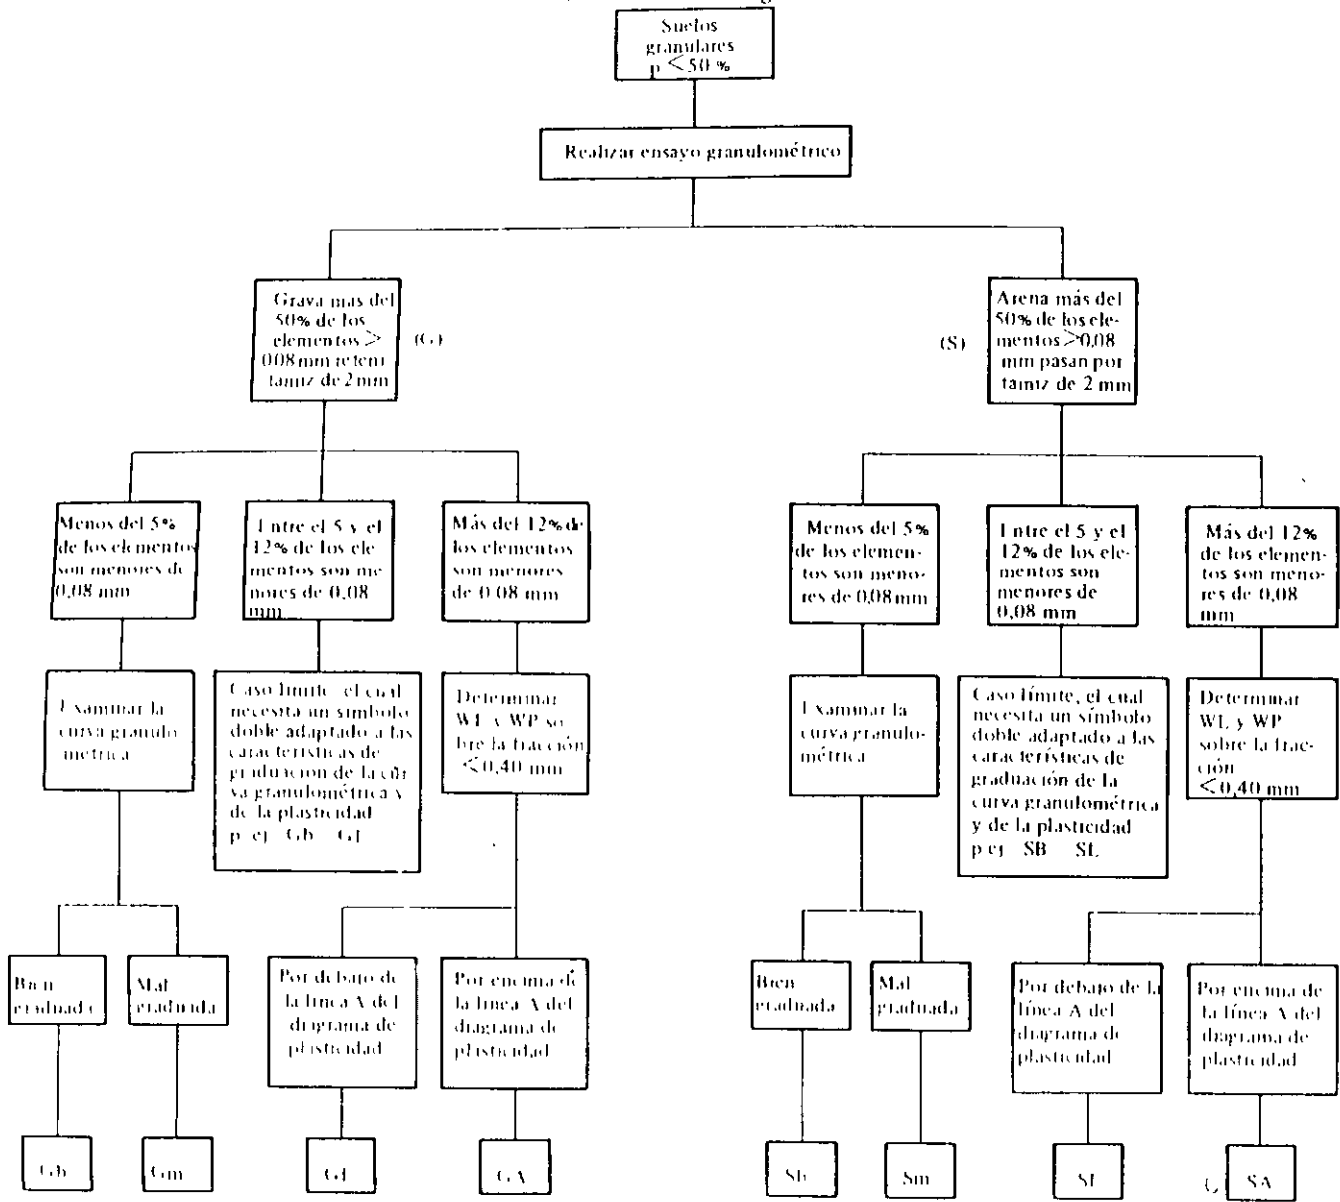 Suelos
granulares
p < 50 %
Realizar ensayo granulométrico
Grava mas del
50% de los
elementos >
0,08 mm reteni
tamiz de 2 mm
(G)
(S)
Arena más del
50% de los ele-
mentos > 0,08
mm pasan por
tamiz de 2 mm
Menos del 5%
de los elementos
son menores de
0,08 mm
Entre el 5 y el
12% de los ele
mentos son me
nores de 0,08
mm
Más del 12% de
los elementos
son menores
de 0.08 mm
Menos del 5%
de los elemen-
tos son meno-
res de 0,08 mm
Entre el 5 y el
12% de los ele-
mentos son
menores de
0,08 mm
Más del 12%
de los elemen-
tos son meno-
res de 0,08
mm
Examinar la
curva granulo
métrica
Caso límite, el cual
necesita un símbolo
doble adaptado a las
características de
graduación de la cur
va granulométrica y
de la plasticidad
p. ej. Gb
Determinar
WL y WP so
bre la fracción
< 0,40 mm
Examinar la
curva granulo-
métrica
Caso límite, el cual
necesita un símbolo
doble adaptado a las
características de
graduación de la
curva granulométrica
y de la plasticidad
p ej SB SL
Determinar
WL y WP
sobre la frac-
ción
< 0,40 mm
Bien
Mal
graduada
Por debajo de
la línea A del
diagrama de
plasticidad
Por encima de
la línea A del
diagrama de
plasticidad
Bien
graduada
Mal
graduada
Por debajo de la
línea A del
diagrama de
plasticidad
Por encima de
la línea A del
diagrama de
plasticidad
Gb
Gm
GA
Sb
Sm
SA